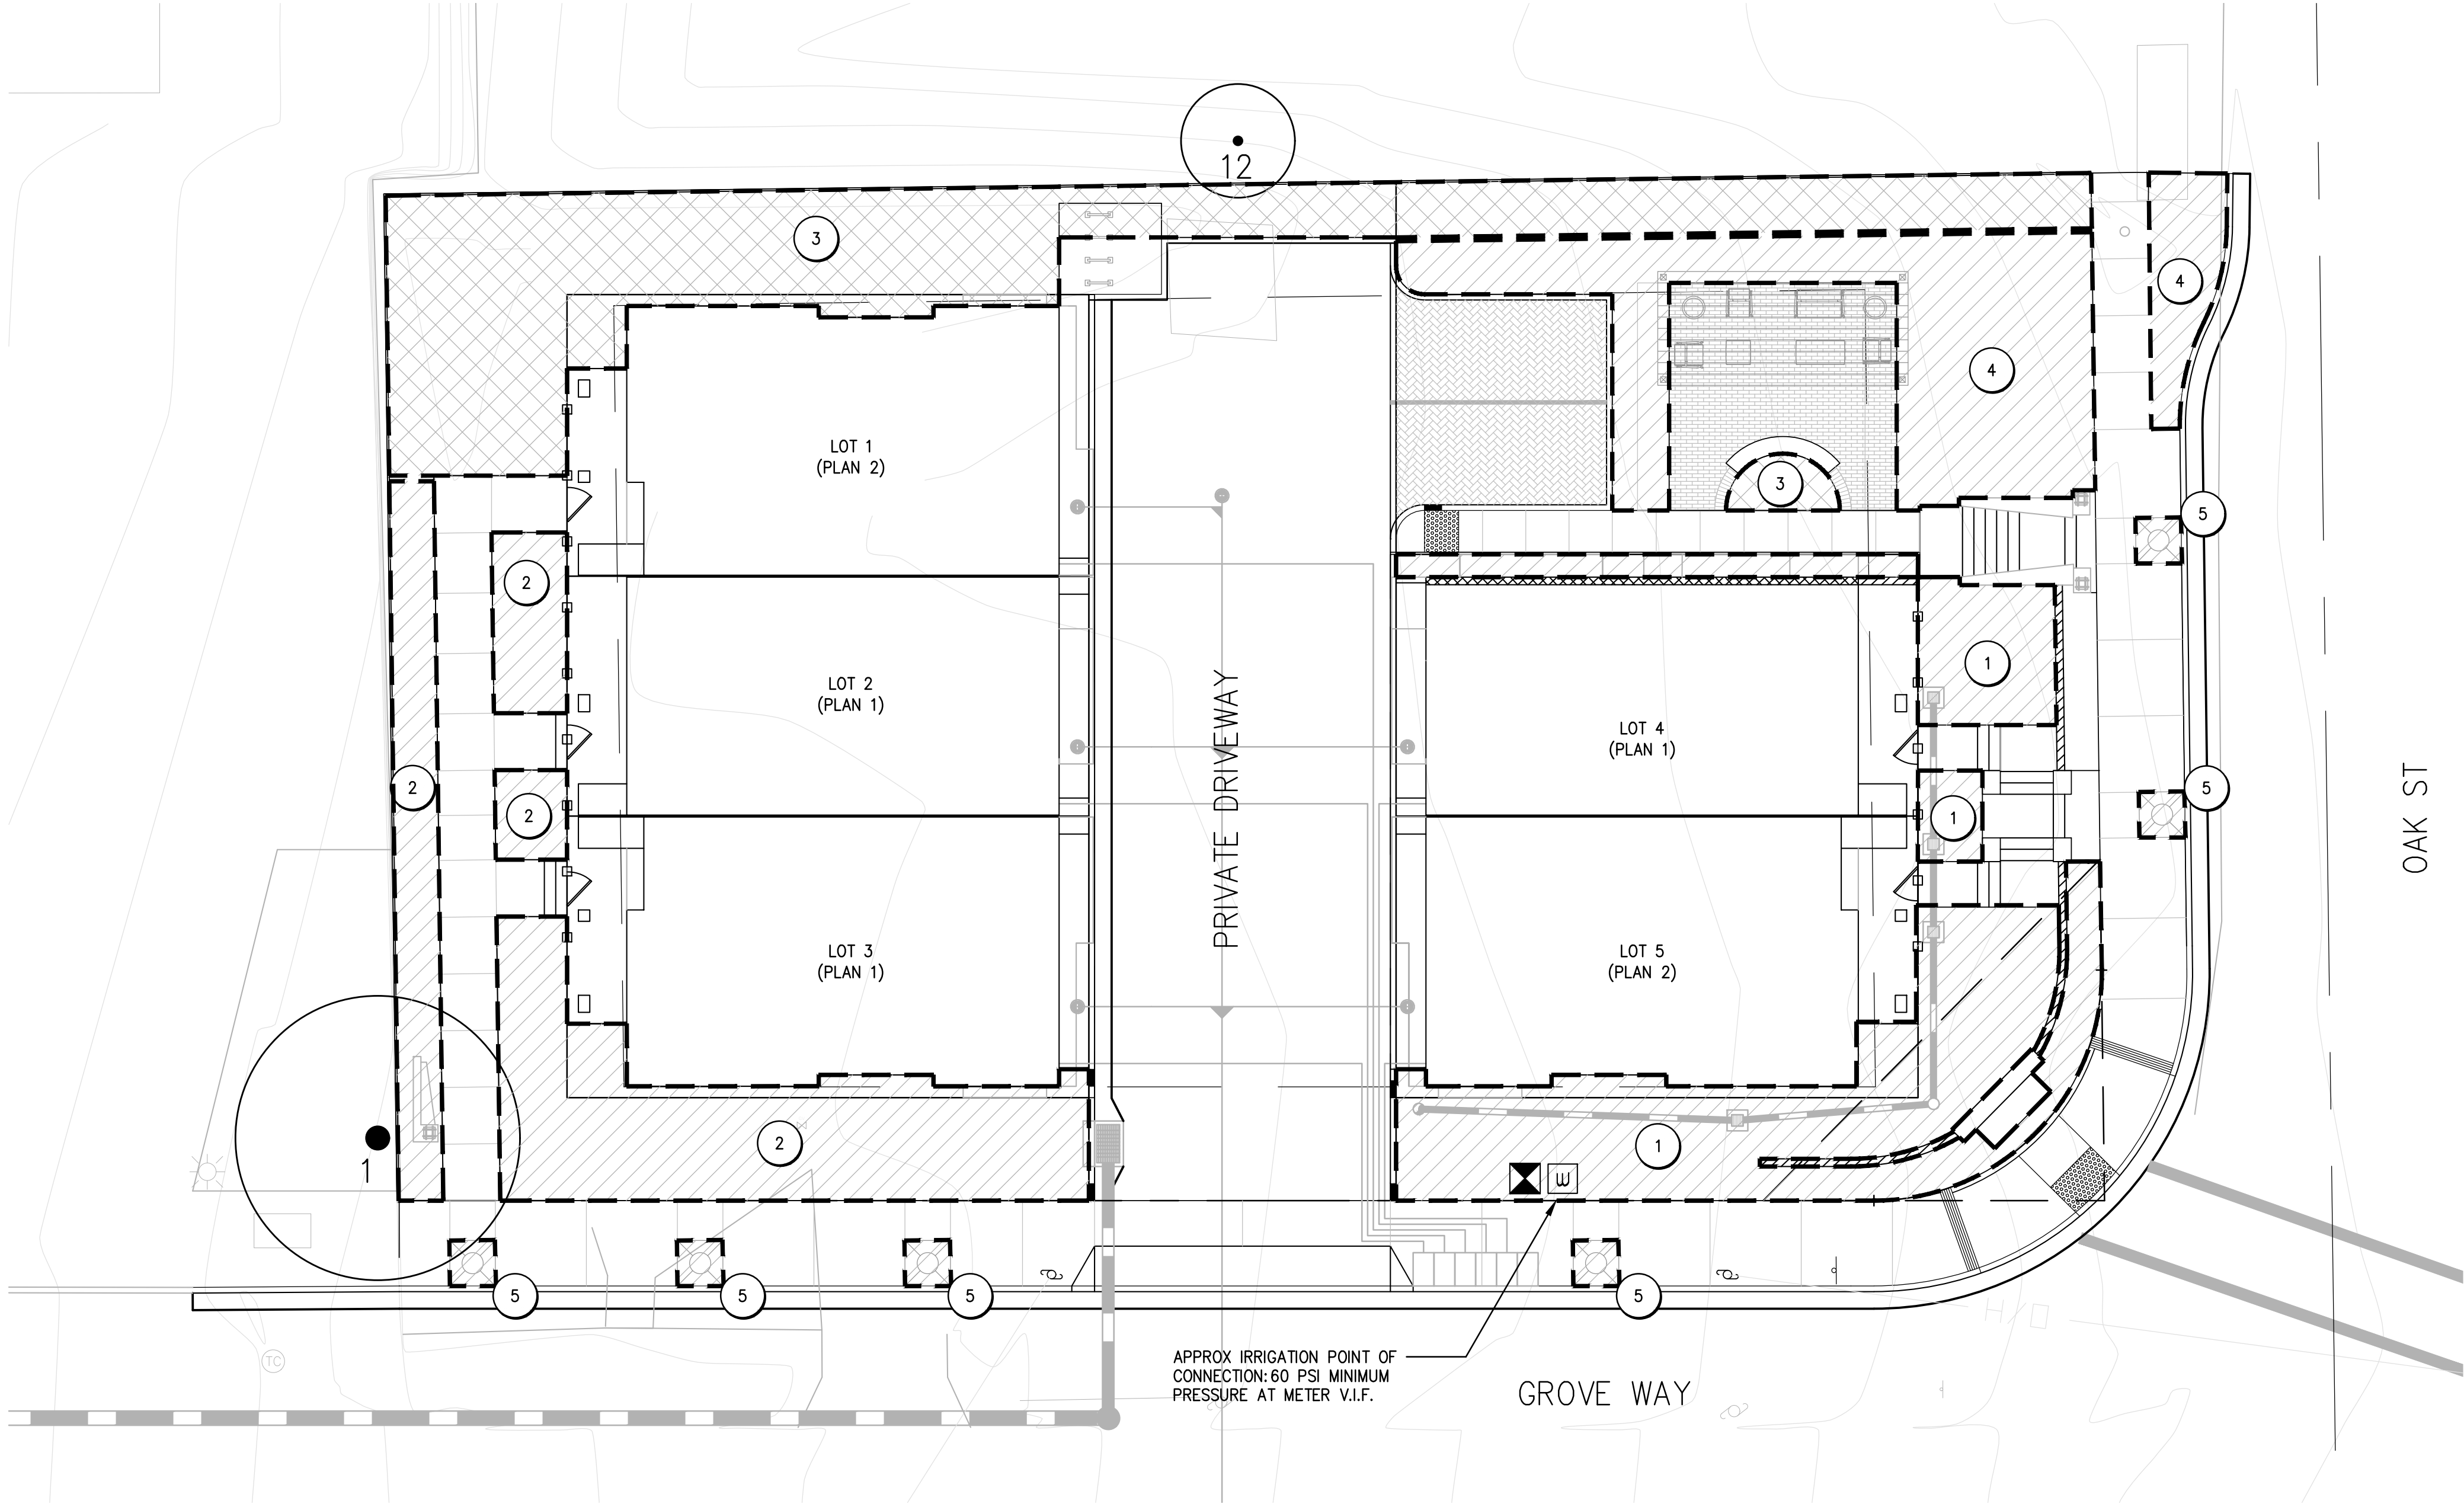 12
3
4
4
LOT 1
(PLAN 2)
3
5
2
1
LOT 2
(PLAN 1)
LOT 4
(PLAN 1)
PRIVATE DRIVEWAY
2
2
1
5
OAK ST
LOT 3
(PLAN 1)
LOT 5
(PLAN 2)
1
2
1
W
5
5
5
5
TC
APPROX IRRIGATION POINT OF
CONNECTION: 60 PSI MINIMUM
PRESSURE AT METER V.I.F.
GROVE WAY